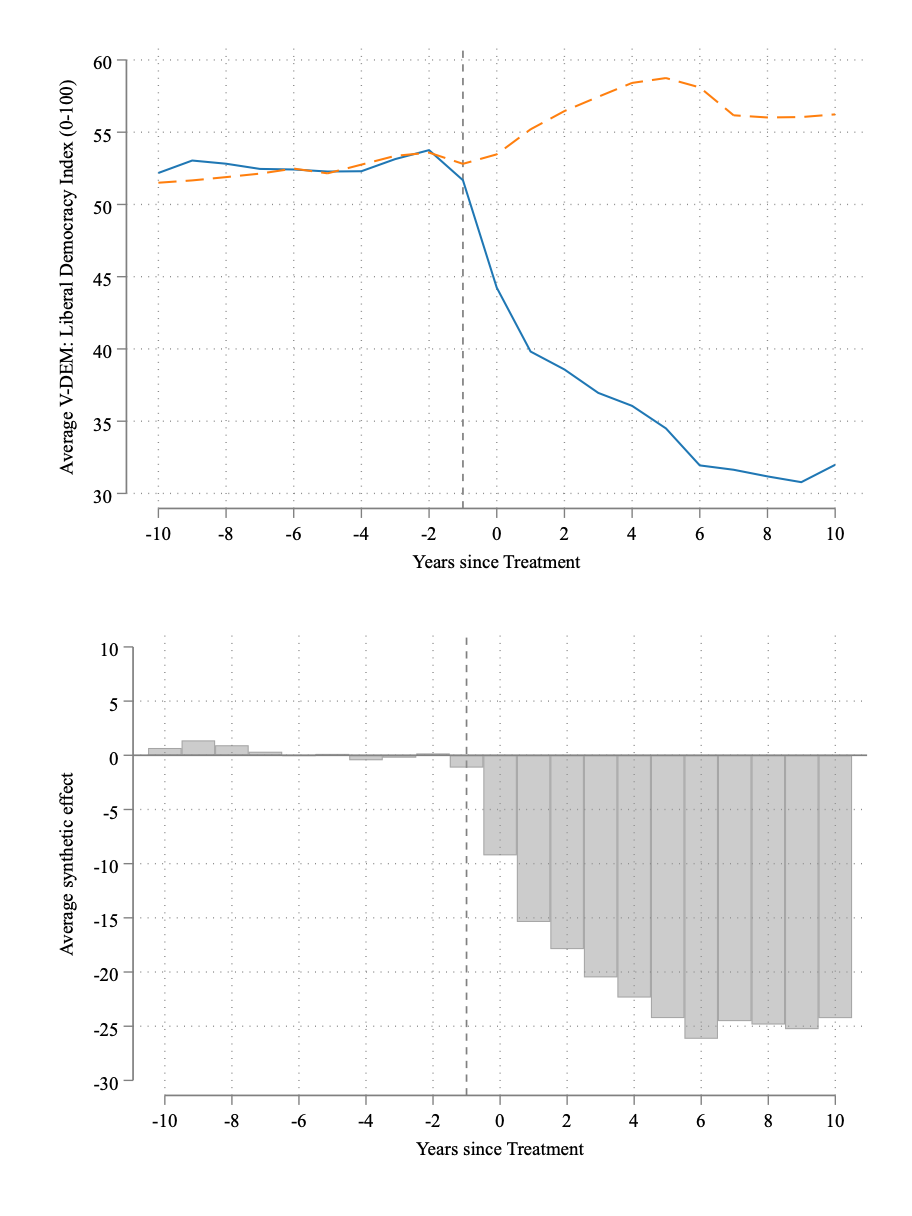 Average V-DEM: Liberal Democracy Index (0-100)
60
55
50
45
40
35
30
-10 -8 -6 -4 -2 0 2 4 6 8 10
Years since Treatment
Average synthetic effect
10
5
0
-5
-10
-15
-20
-25
-30
-10 -8 -6 -4 -2 0 2 4 6 8 10
Years since Treatment